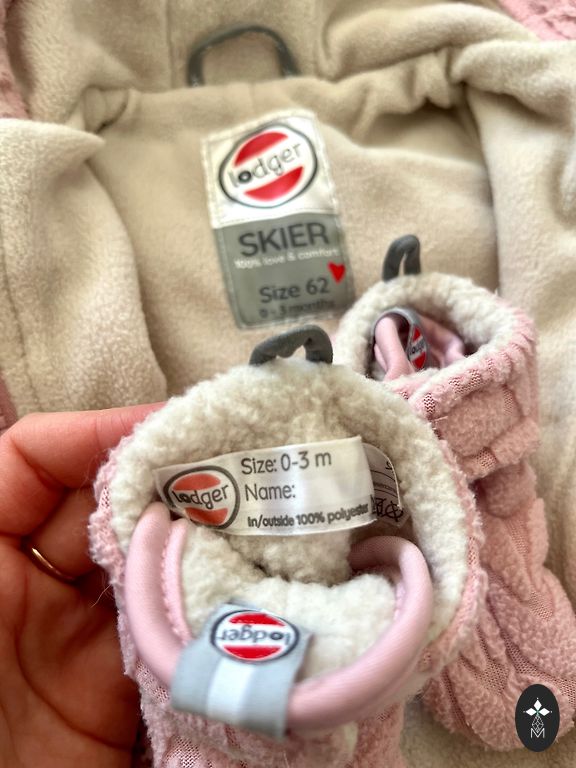 lodger
SKIER
100% love & comfort
Size 62
0 - 3 months
lodger
Size: 0-3 m
Name:
In/outside 100% polyester
lodger
M